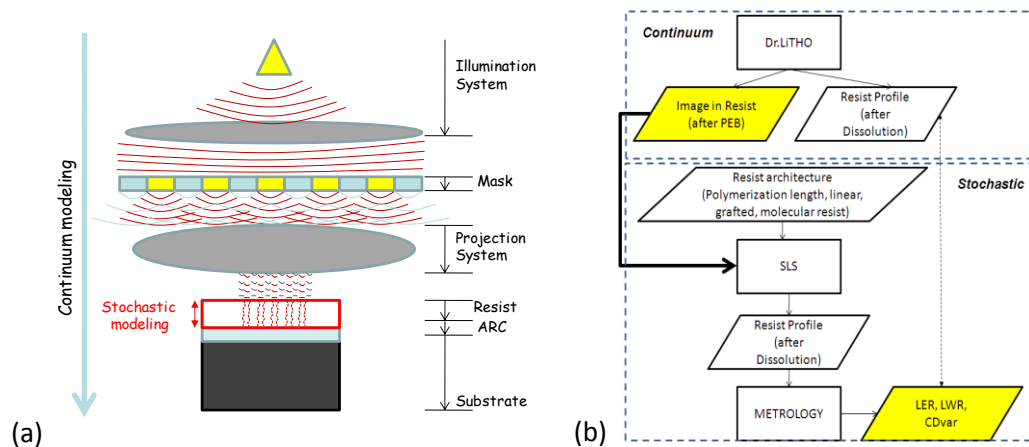 Continuum modeling
Illumination
System
Mask
Projection
System
Stochastic
modeling
Resist
ARC
Substrate
(a)
Continuum
Dr.LiTHO
Image in Resist
(after PEB)
Resist Profile
(after
Dissolution)
Resist architecture
(Polymerization length, linear,
grafted, molecular resist)
Stochastic
SLS
Resist Profile
(after
Dissolution)
METROLOGY
LER, LWR,
CDvar
(b)